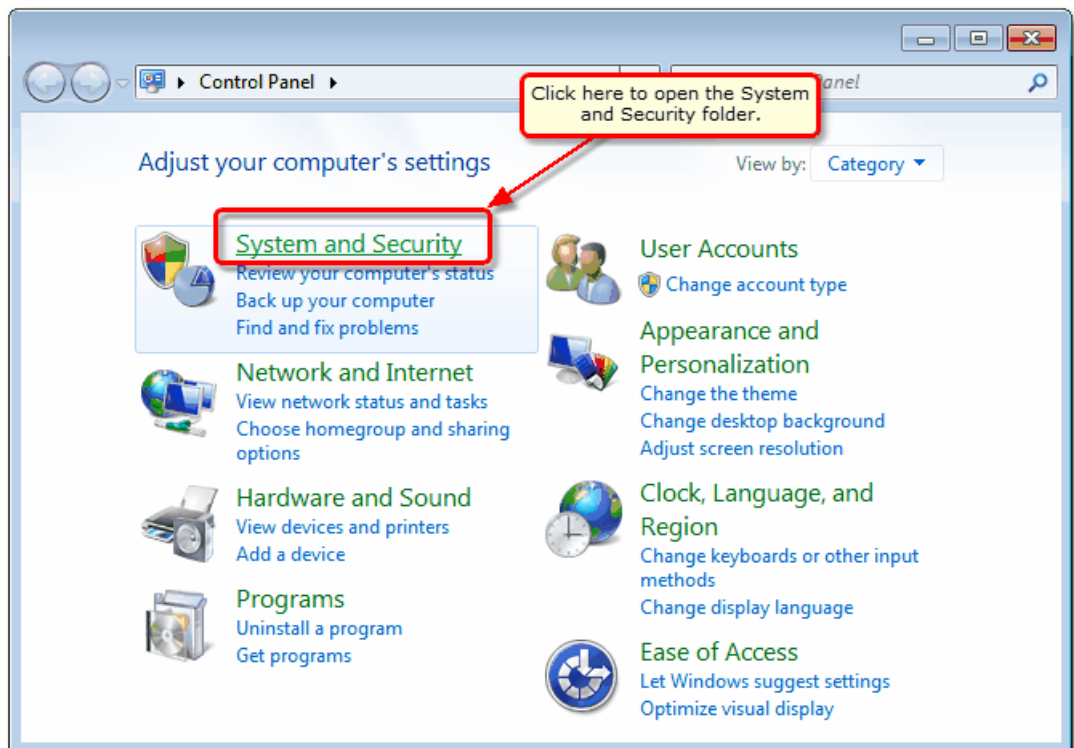 Control Panel
Panel
Click here to open the System
and Security folder.
Adjust your computer's settings
View by: Category
System and Security
Review your computer's status
Back up your computer
Find and fix problems
Network and Internet
View network status and tasks
Choose homegroup and sharing
options
Hardware and Sound
View devices and printers
Add a device
Programs
Uninstall a program
Get programs
User Accounts
Change account type
Appearance and
Personalization
Change the theme
Change desktop background
Adjust screen resolution
Clock, Language, and
Region
Change keyboards or other input
methods
Change display language
Ease of Access
Let Windows suggest settings
Optimize visual display